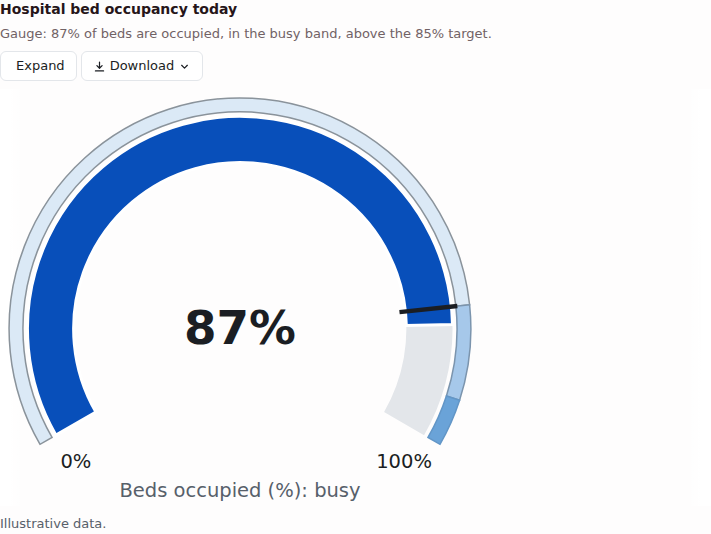 Hospital bed occupancy today
Gauge: 87% of beds are occupied, in the busy band, above the 85% target.
Expand
Download
87%
0%
100%
Beds occupied (%): busy
Illustrative data.